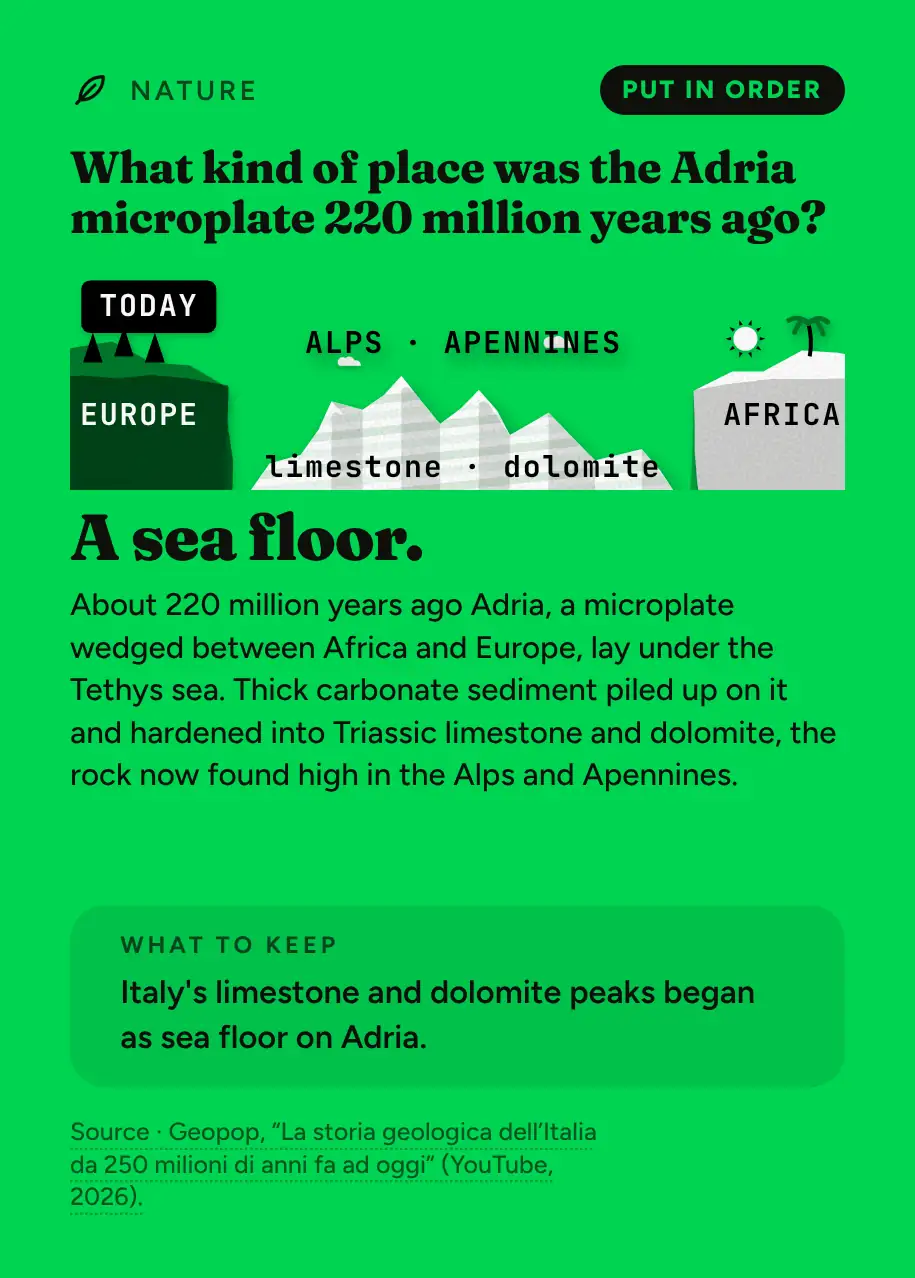 NATURE
PUT IN ORDER
What kind of place was the Adria
microplate 220 million years ago?
TODAY
ALPS · APENNINES
EUROPE
AFRICA
limestone · dolomite
A sea floor.
About 220 million years ago Adria, a microplate
wedged between Africa and Europe, lay under the
Tethys sea. Thick carbonate sediment piled up on it
and hardened into Triassic limestone and dolomite, the
rock now found high in the Alps and Apennines.
WHAT TO KEEP
Italy's limestone and dolomite peaks began
as sea floor on Adria.
Source · Geopop, “La storia geologica dell’Italia
da 250 milioni di anni fa ad oggi” (YouTube,
2026).